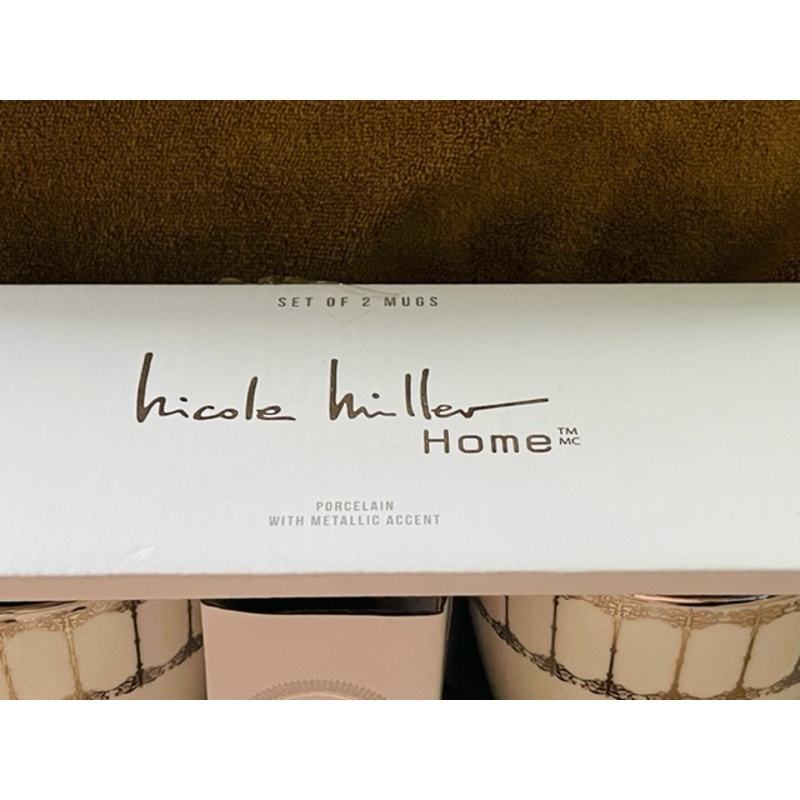 SET OF 2 MUGS
Nicole Miller
Home™ MC
PORCELAIN
WITH METALLIC ACCENT